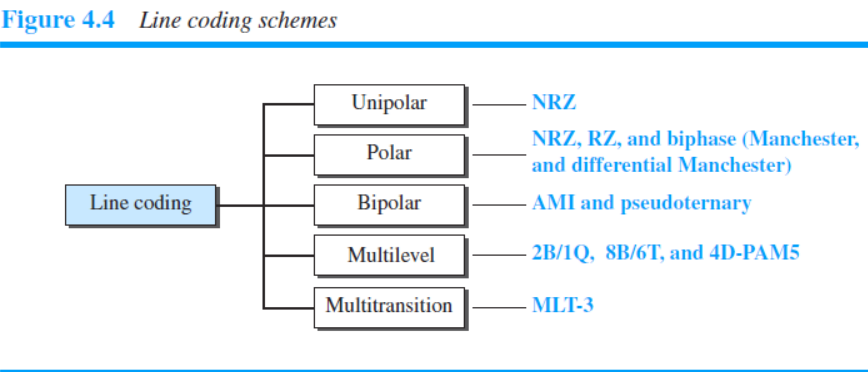 Figure 4.4 Line coding schemes
Unipolar NRZ
Polar NRZ, RZ, and biphase (Manchester,
and differential Manchester)
Line coding Bipolar AMI and pseudoternary
Multilevel 2B/1Q, 8B/6T, and 4D-PAM5
Multitransition MLT-3